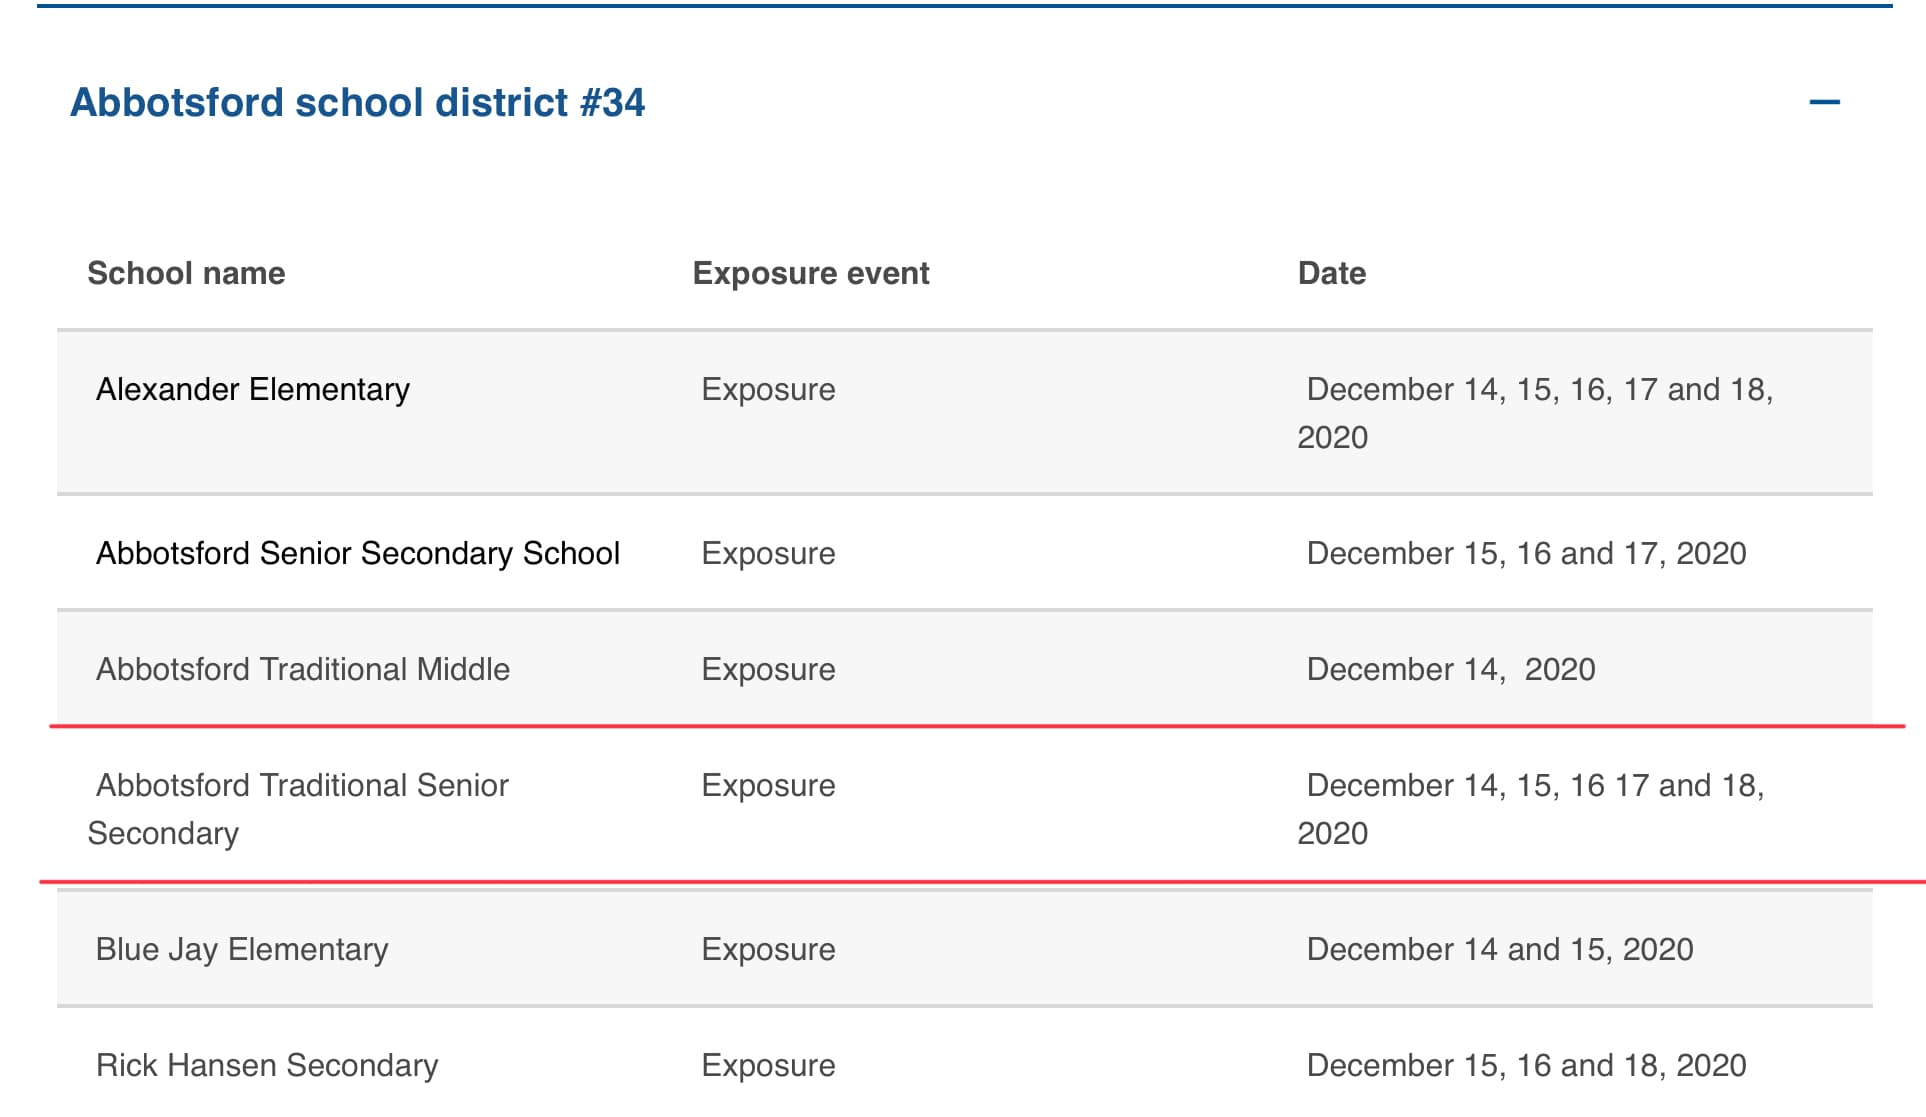 Abbotsford school district #34
School name Exposure event Date
Alexander Elementary Exposure December 14, 15, 16, 17 and 18,
2020
Abbotsford Senior Secondary School Exposure December 15, 16 and 17, 2020
Abbotsford Traditional Middle Exposure December 14,  2020
Abbotsford Traditional Senior Exposure December 14, 15, 16 17 and 18,
Secondary 2020
Blue Jay Elementary Exposure December 14 and 15, 2020
Rick Hansen Secondary Exposure December 15, 16 and 18, 2020